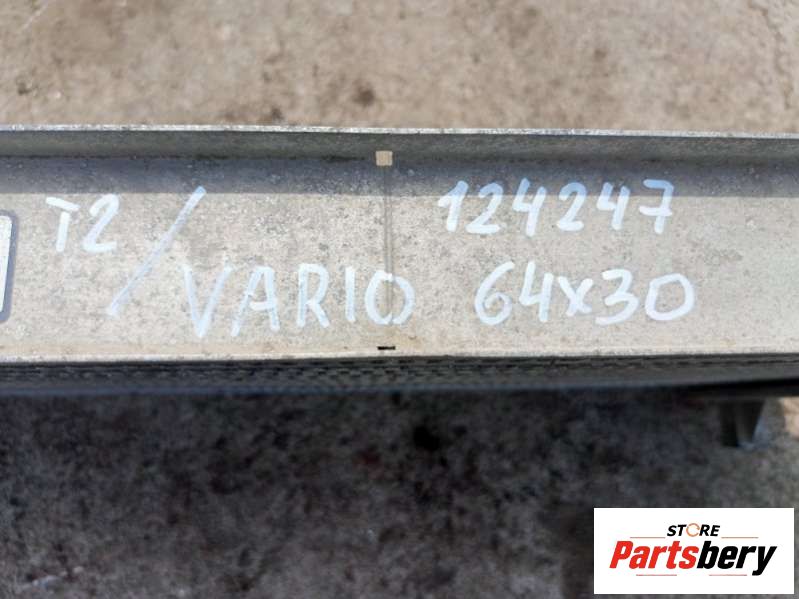 T2/VARIO
124247
64x30
STORE
Partsbery